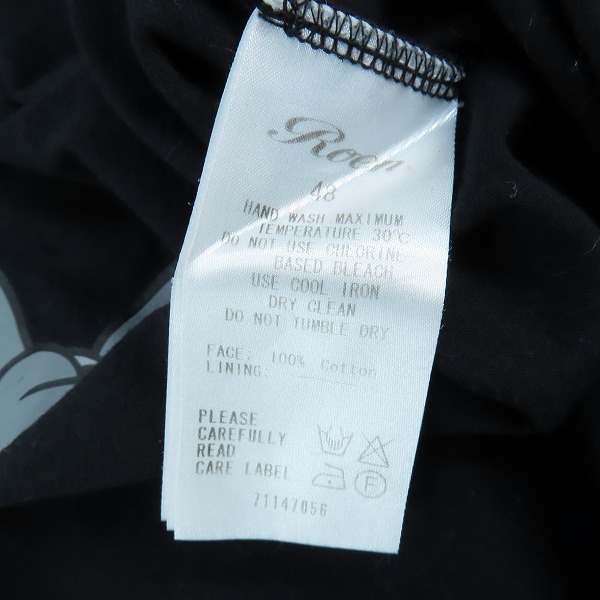 Roen
48
HAND WASH MAXIMUM
TEMPERATURE 30℃
DO NOT USE CHLORINE
BASED BLEACH
USE COOL IRON
DRY CLEAN
DO NOT TUMBLE DRY
FACE: 100% Cotton
LINING:
PLEASE
CAREFULLY
READ
CARE LABEL
F
71147056